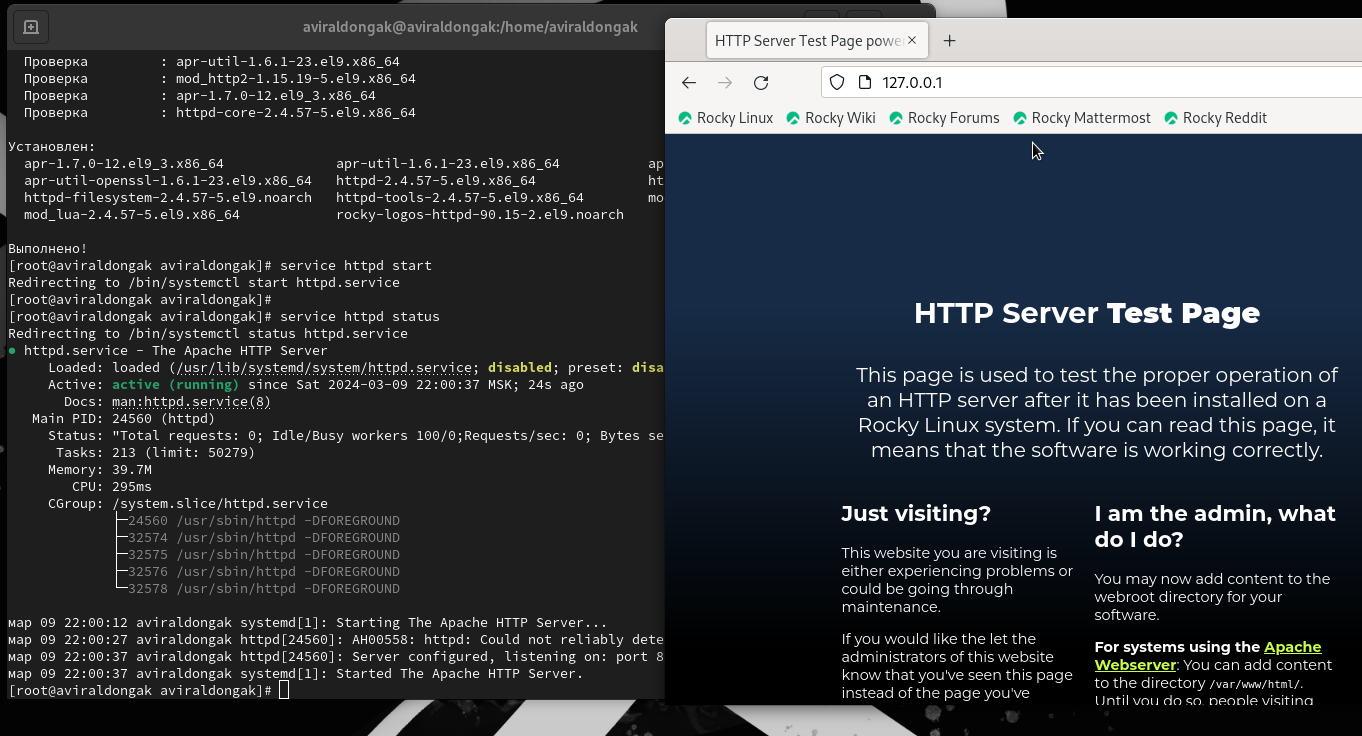 aviraldongak@aviraldongak:/home/aviraldongak
Проверка : apr-util-1.6.1-23.el9.x86_64
Проверка : mod_http2-1.15.19-5.el9.x86_64
Проверка : apr-1.7.0-12.el9_3.x86_64
Проверка : httpd-core-2.4.57-5.el9.x86_64
Установлен:
apr-1.7.0-12.el9_3.x86_64 apr-util-1.6.1-23.el9.x86_64 ap
apr-util-openssl-1.6.1-23.el9.x86_64 httpd-2.4.57-5.el9.x86_64 ht
httpd-filesystem-2.4.57-5.el9.noarch httpd-tools-2.4.57-5.el9.x86_64 mo
mod_lua-2.4.57-5.el9.x86_64 rocky-logos-httpd-90.15-2.el9.noarch
Выполнено!
[root@aviraldongak aviraldongak]# service httpd start
Redirecting to /bin/systemctl start httpd.service
[root@aviraldongak aviraldongak]#
[root@aviraldongak aviraldongak]# service httpd status
Redirecting to /bin/systemctl status httpd.service
● httpd.service - The Apache HTTP Server
Loaded: loaded (/usr/lib/systemd/system/httpd.service; disabled; preset: disa
Active: active (running) since Sat 2024-03-09 22:00:37 MSK; 24s ago
Docs: man:httpd.service(8)
Main PID: 24560 (httpd)
Status: "Total requests: 0; Idle/Busy workers 100/0;Requests/sec: 0; Bytes se
Tasks: 213 (limit: 50279)
Memory: 39.7M
CPU: 295ms
CGroup: /system.slice/httpd.service
├─24560 /usr/sbin/httpd -DFOREGROUND
├─32574 /usr/sbin/httpd -DFOREGROUND
├─32575 /usr/sbin/httpd -DFOREGROUND
├─32576 /usr/sbin/httpd -DFOREGROUND
└─32578 /usr/sbin/httpd -DFOREGROUND
мар 09 22:00:12 aviraldongak systemd[1]: Starting The Apache HTTP Server...
мар 09 22:00:27 aviraldongak httpd[24560]: AH00558: httpd: Could not reliably dete
мар 09 22:00:37 aviraldongak httpd[24560]: Server configured, listening on: port 8
мар 09 22:00:37 aviraldongak systemd[1]: Started The Apache HTTP Server.
[root@aviraldongak aviraldongak]#
HTTP Server Test Page powe
127.0.0.1
Rocky Linux Rocky Wiki Rocky Forums Rocky Mattermost Rocky Reddit
HTTP Server Test Page
This page is used to test the proper operation of
an HTTP server after it has been installed on a
Rocky Linux system. If you can read this page, it
means that the software is working correctly.
Just visiting?
This website you are visiting is
either experiencing problems or
could be going through
maintenance.
If you would like the let the
administrators of this website
know that you've seen this page
instead of the page you've
I am the admin, what
do I do?
You may now add content to the
webroot directory for your
software.
For systems using the Apache
Webserver: You can add content
to the directory /var/www/html/.
Until you do so, people visiting